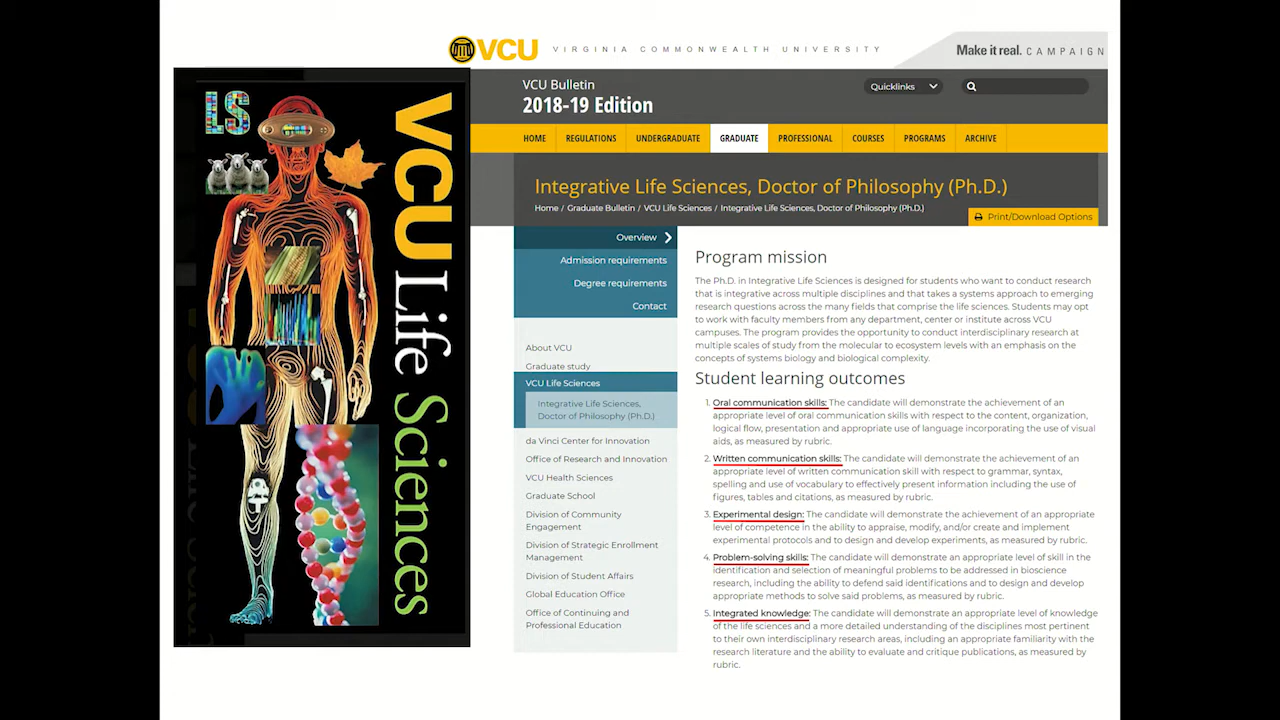 VCU VIRGINIA COMMONWEALTH UNIVERSITY
Make it real. CAMPAIGN
LS
VCU Life Sciences
VCU Bulletin
2018-19 Edition
Quicklinks
HOME REGULATIONS UNDERGRADUATE GRADUATE PROFESSIONAL COURSES PROGRAMS ARCHIVE
Integrative Life Sciences, Doctor of Philosophy (Ph.D.)
Home / Graduate Bulletin / VCU Life Sciences / Integrative Life Sciences, Doctor of Philosophy (Ph.D.)
Print/Download Options
Overview
Admission requirements
Degree requirements
Contact
About VCU
Graduate study
VCU Life Sciences
Integrative Life Sciences,
Doctor of Philosophy (Ph.D.)
da Vinci Center for Innovation
Office of Research and Innovation
VCU Health Sciences
Graduate School
Division of Community
Engagement
Division of Strategic Enrollment
Management
Division of Student Affairs
Global Education Office
Office of Continuing and
Professional Education
Program mission
The Ph.D. in Integrative Life Sciences is designed for students who want to conduct research
that is integrative across multiple disciplines and that takes a systems approach to emerging
research questions across the many fields that comprise the life sciences. Students may opt
to work with faculty members from any department, center or institute across VCU
campuses. The program provides the opportunity to conduct interdisciplinary research at
multiple scales of study from the molecular to ecosystem levels with an emphasis on the
concepts of systems biology and biological complexity.
Student learning outcomes
1. Oral communication skills: The candidate will demonstrate the achievement of an
appropriate level of oral communication skills with respect to the content, organization,
logical flow, presentation and appropriate use of language incorporating the use of visual
aids, as measured by rubric.
2. Written communication skills: The candidate will demonstrate the achievement of an
appropriate level of written communication skill with respect to grammar, syntax,
spelling and use of vocabulary to effectively present information including the use of
figures, tables and citations, as measured by rubric.
3. Experimental design: The candidate will demonstrate the achievement of an appropriate
level of competence in the ability to appraise, modify, and/or create and implement
experimental protocols and to design and develop experiments, as measured by rubric.
4. Problem-solving skills: The candidate will demonstrate an appropriate level of skill in the
identification and selection of meaningful problems to be addressed in bioscience
research, including the ability to defend said identifications and to design and develop
appropriate methods to solve said problems, as measured by rubric.
5. Integrated knowledge: The candidate will demonstrate an appropriate level of knowledge
of the life sciences and a more detailed understanding of the disciplines most pertinent
to their own interdisciplinary research areas, including an appropriate familiarity with the
research literature and the ability to evaluate and critique publications, as measured by
rubric.